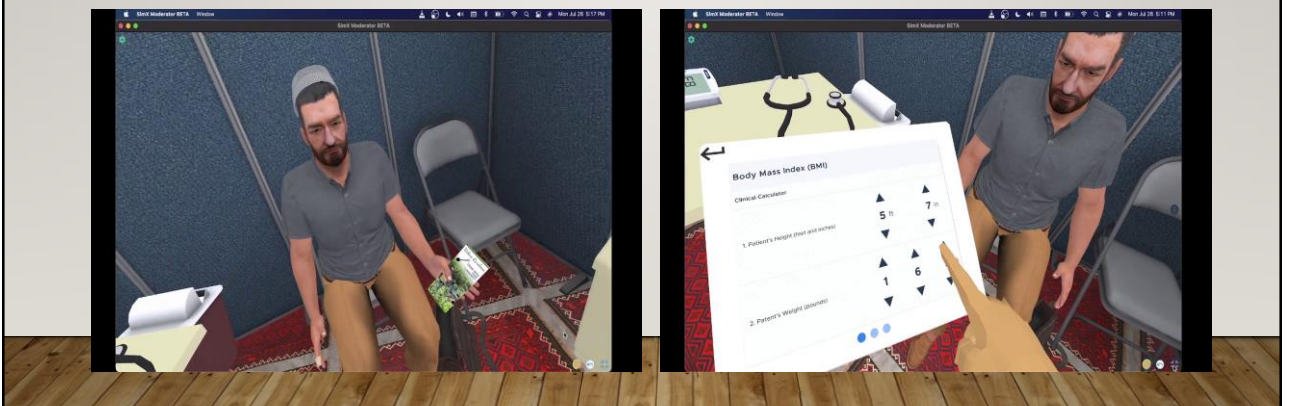 SimX Moderator BETA Window
Mon Jul 26 5:17 PM
SimX Moderator BETA
SimX Moderator BETA Window
Mon Jul 26 5:11 PM
SimX Moderator BETA
Body Mass Index (BMI)
Clinical Calculator
1. Patient's Height (feet and inches)
5 ft 7 in
2. Patient's Weight (pounds)
1 6